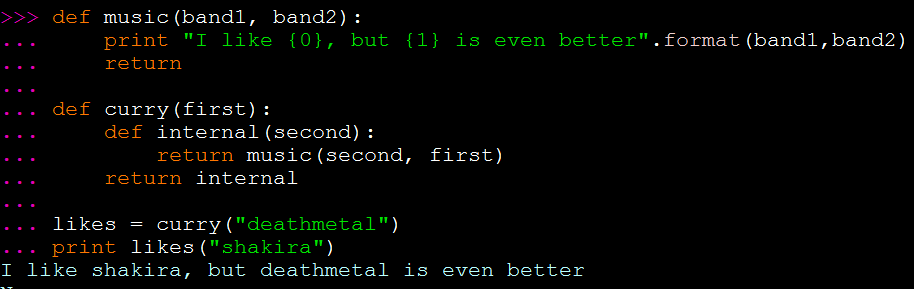 >>> def music(band1, band2):
...     print "I like {0}, but {1} is even better".format(band1,band2)
...     return
...
... def curry(first):
...     def internal(second):
...         return music(second, first)
...     return internal
...
... likes = curry("deathmetal")
... print likes("shakira")
I like shakira, but deathmetal is even better